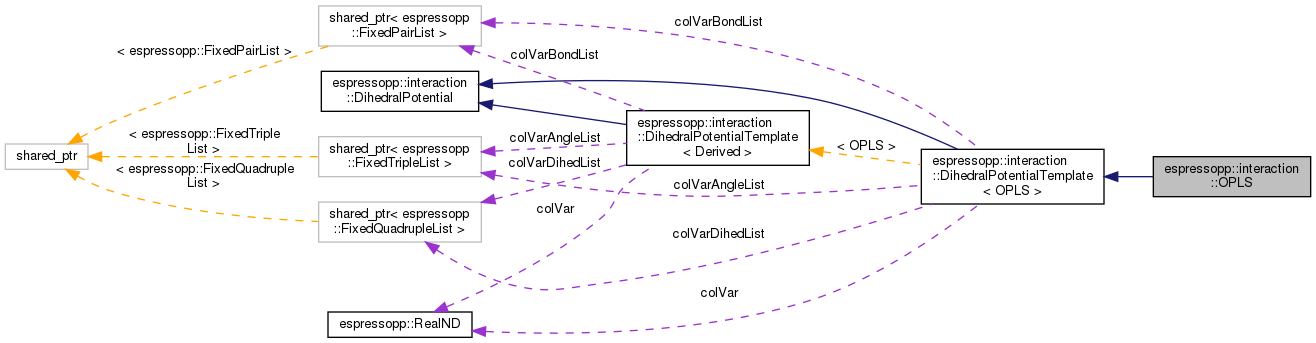 shared_ptr< espressopp
::FixedPairList >
colVarBondList
< espressopp::FixedPairList >
colVarBondList
espressopp::interaction
::DihedralPotential
espressopp::interaction
::DihedralPotentialTemplate
< Derived >
< espressopp::FixedTriple
List >
shared_ptr< espressopp
::FixedTripleList >
colVarAngleList
< OPLS >
shared_ptr
espressopp::interaction
::DihedralPotentialTemplate
< OPLS >
espressopp::interaction
::OPLS
colVarDihedList
< espressopp::FixedQuadruple
List >
colVarAngleList
shared_ptr< espressopp
::FixedQuadrupleList >
colVar
colVarDihedList
colVar
espressopp::RealND